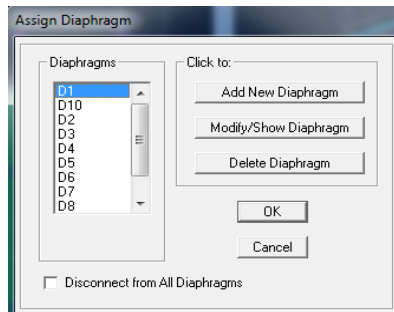 Assign Diaphragm
Diaphragms
D1
D10
D2
D3
D4
D5
D6
D7
D8
Click to:
Add New Diaphragm
Modify/Show Diaphragm
Delete Diaphragm
OK
Cancel
Disconnect from All Diaphragms